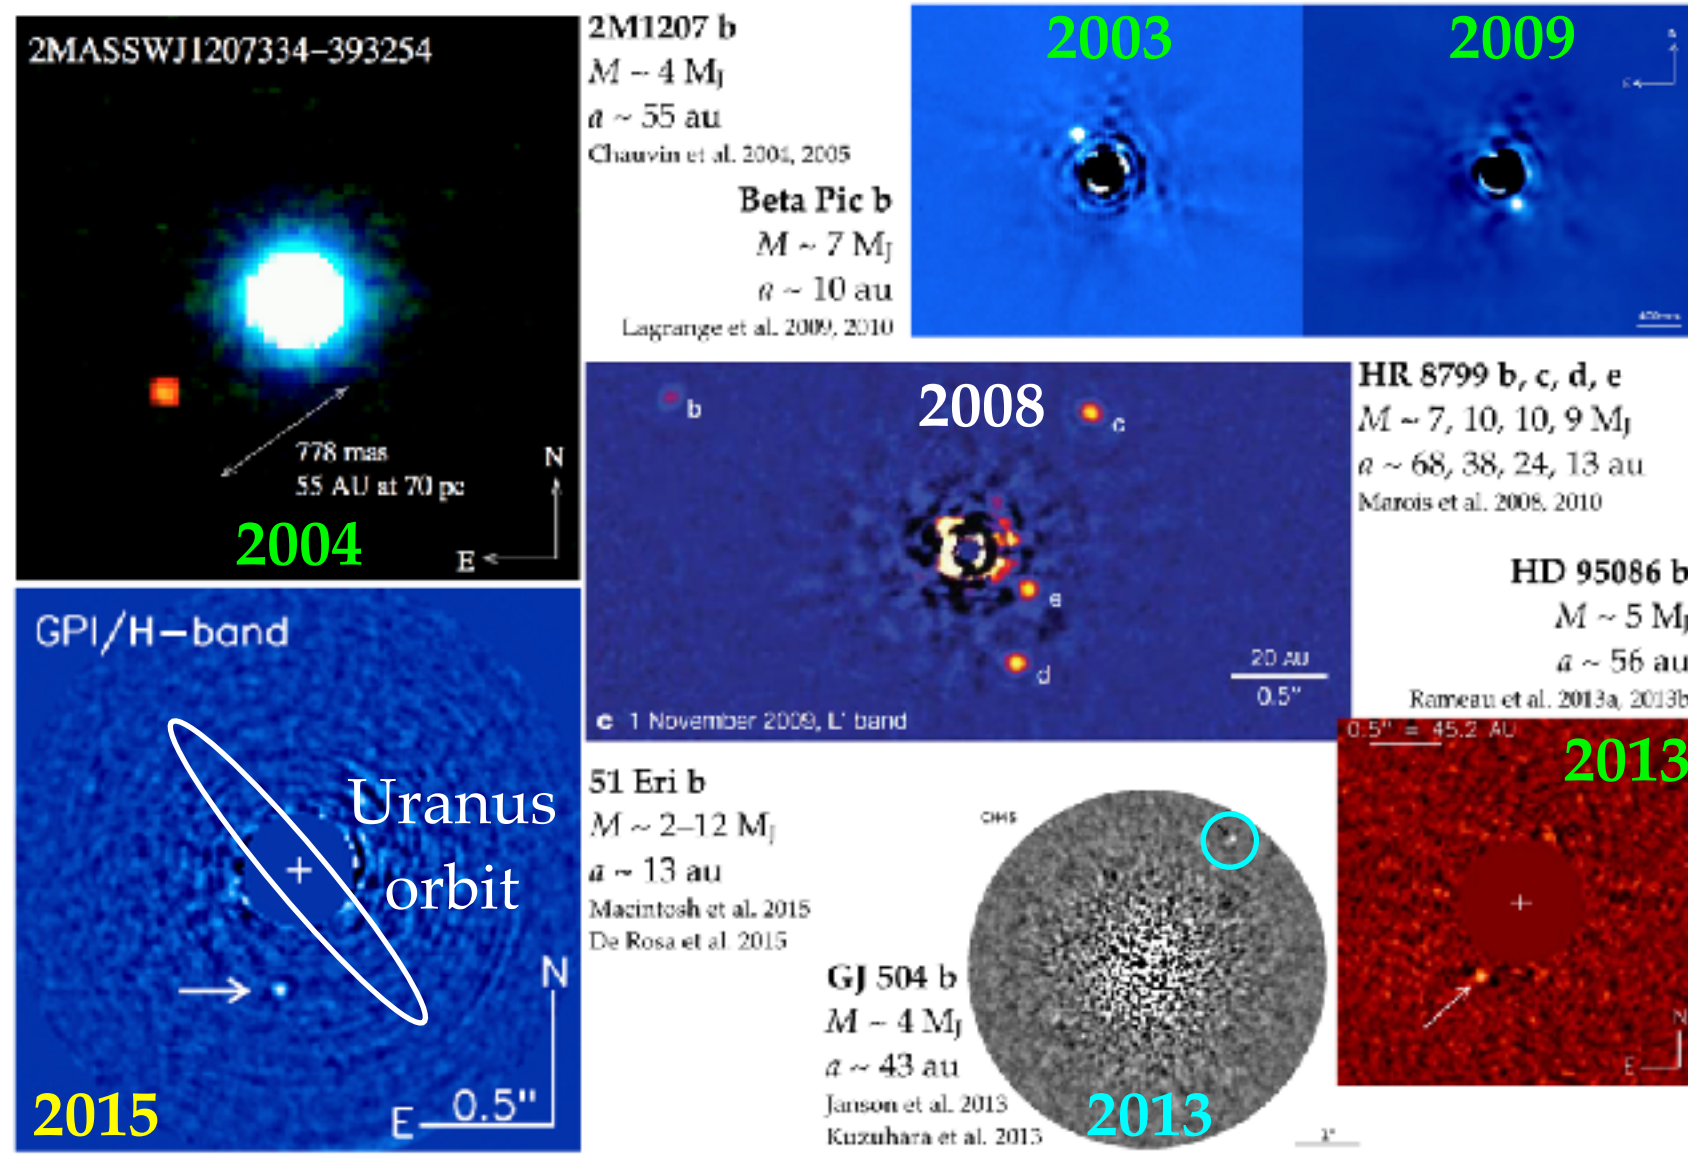 2MASSWJ1207334−393254
778 mas
55 AU at 70 pc
N
E
2004
2M1207 b
M ~ 4 MJ
a ~ 55 au
Chauvin et al. 2004, 2005
Beta Pic b
M ~ 7 MJ
a ~ 10 au
Lagrange et al. 2009, 2010
2003
2009
HR 8799 b, c, d, e
M ~ 7, 10, 10, 9 MJ
a ~ 68, 38, 24, 13 au
Marois et al. 2008, 2010
2008
b
c
e
d
20 AU
0.5"
c 1 November 2009, L' band
HD 95086 b
M ~ 5 MJ
a ~ 56 au
Rameau et al. 2013a, 2013b
0.5" = 45.2 AU
2013
N
E
GPI/H−band
Uranus
orbit
N
E
0.5"
2015
51 Eri b
M ~ 2–12 MJ
a ~ 13 au
Macintosh et al. 2015
De Rosa et al. 2015
GJ 504 b
M ~ 4 MJ
a ~ 43 au
Janson et al. 2013
Kuzuhara et al. 2013
2013